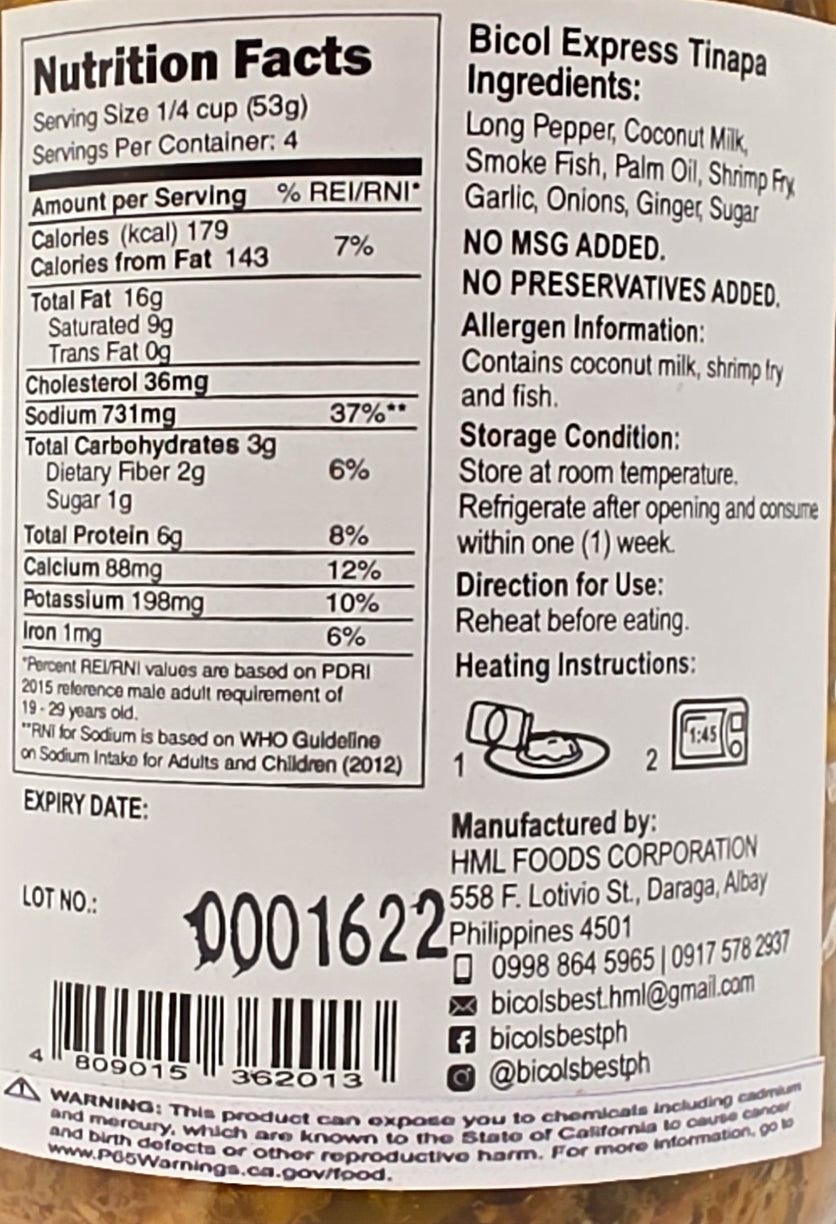 Nutrition Facts
Serving Size 1/4 cup (53g)
Servings Per Container: 4
Amount per Serving % REI/RNI*
Calories (kcal) 179
Calories from Fat 143 7%
Total Fat 16g
Saturated 9g
Trans Fat 0g
Cholesterol 36mg
Sodium 731mg 37%**
Total Carbohydrates 3g
Dietary Fiber 2g 6%
Sugar 1g
Total Protein 6g 8%
Calcium 88mg 12%
Potassium 198mg 10%
Iron 1mg 6%
*Percent REI/RNI values are based on PDRI
2015 reference male adult requirement of
19 - 29 years old.
**RNI for Sodium is based on WHO Guideline
on Sodium Intake for Adults and Children (2012)
EXPIRY DATE:
LOT NO.:
0001622
4 809015 362013
Bicol Express Tinapa
Ingredients:
Long Pepper, Coconut Milk,
Smoke Fish, Palm Oil, Shrimp Fry,
Garlic, Onions, Ginger, Sugar
NO MSG ADDED.
NO PRESERVATIVES ADDED.
Allergen Information:
Contains coconut milk, shrimp fry
and fish.
Storage Condition:
Store at room temperature.
Refrigerate after opening and consume
within one (1) week.
Direction for Use:
Reheat before eating.
Heating Instructions:
1 2 1:45
Manufactured by:
HML FOODS CORPORATION
558 F. Lotivio St., Daraga, Albay
Philippines 4501
0998 864 5965 | 0917 578 2937
bicolsbest.hml@gmail.com
bicolsbestph
@bicolsbestph
WARNING: This product can expose you to chemicals including cadmium
and mercury, which are known to the State of California to cause cancer
and birth defects or other reproductive harm. For more information, go to
www.P65Warnings.ca.gov/food.